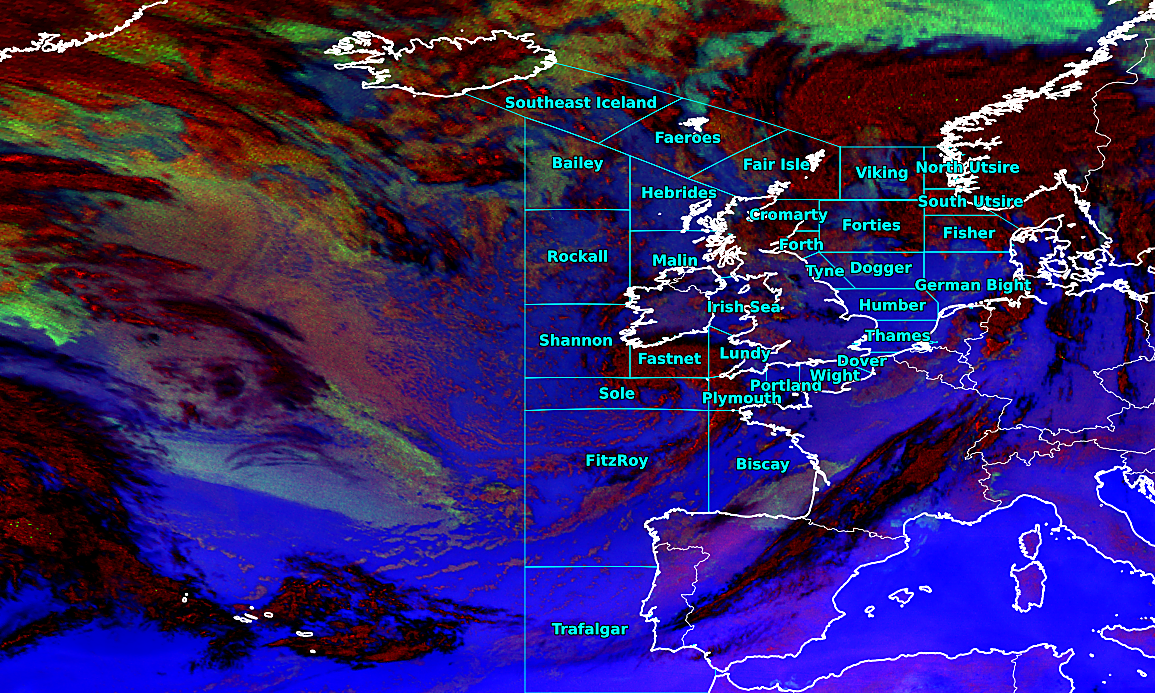 Southeast Iceland
Faeroes
Bailey
Fair Isle
Viking
North Utsire
Hebrides
South Utsire
Cromarty
Forties
Fisher
Forth
Rockall
Malin
Tyne
Dogger
German Bight
Irish Sea
Humber
Shannon
Thames
Fastnet
Lundy
Dover
Wight
Portland
Sole
Plymouth
FitzRoy
Biscay
Trafalgar